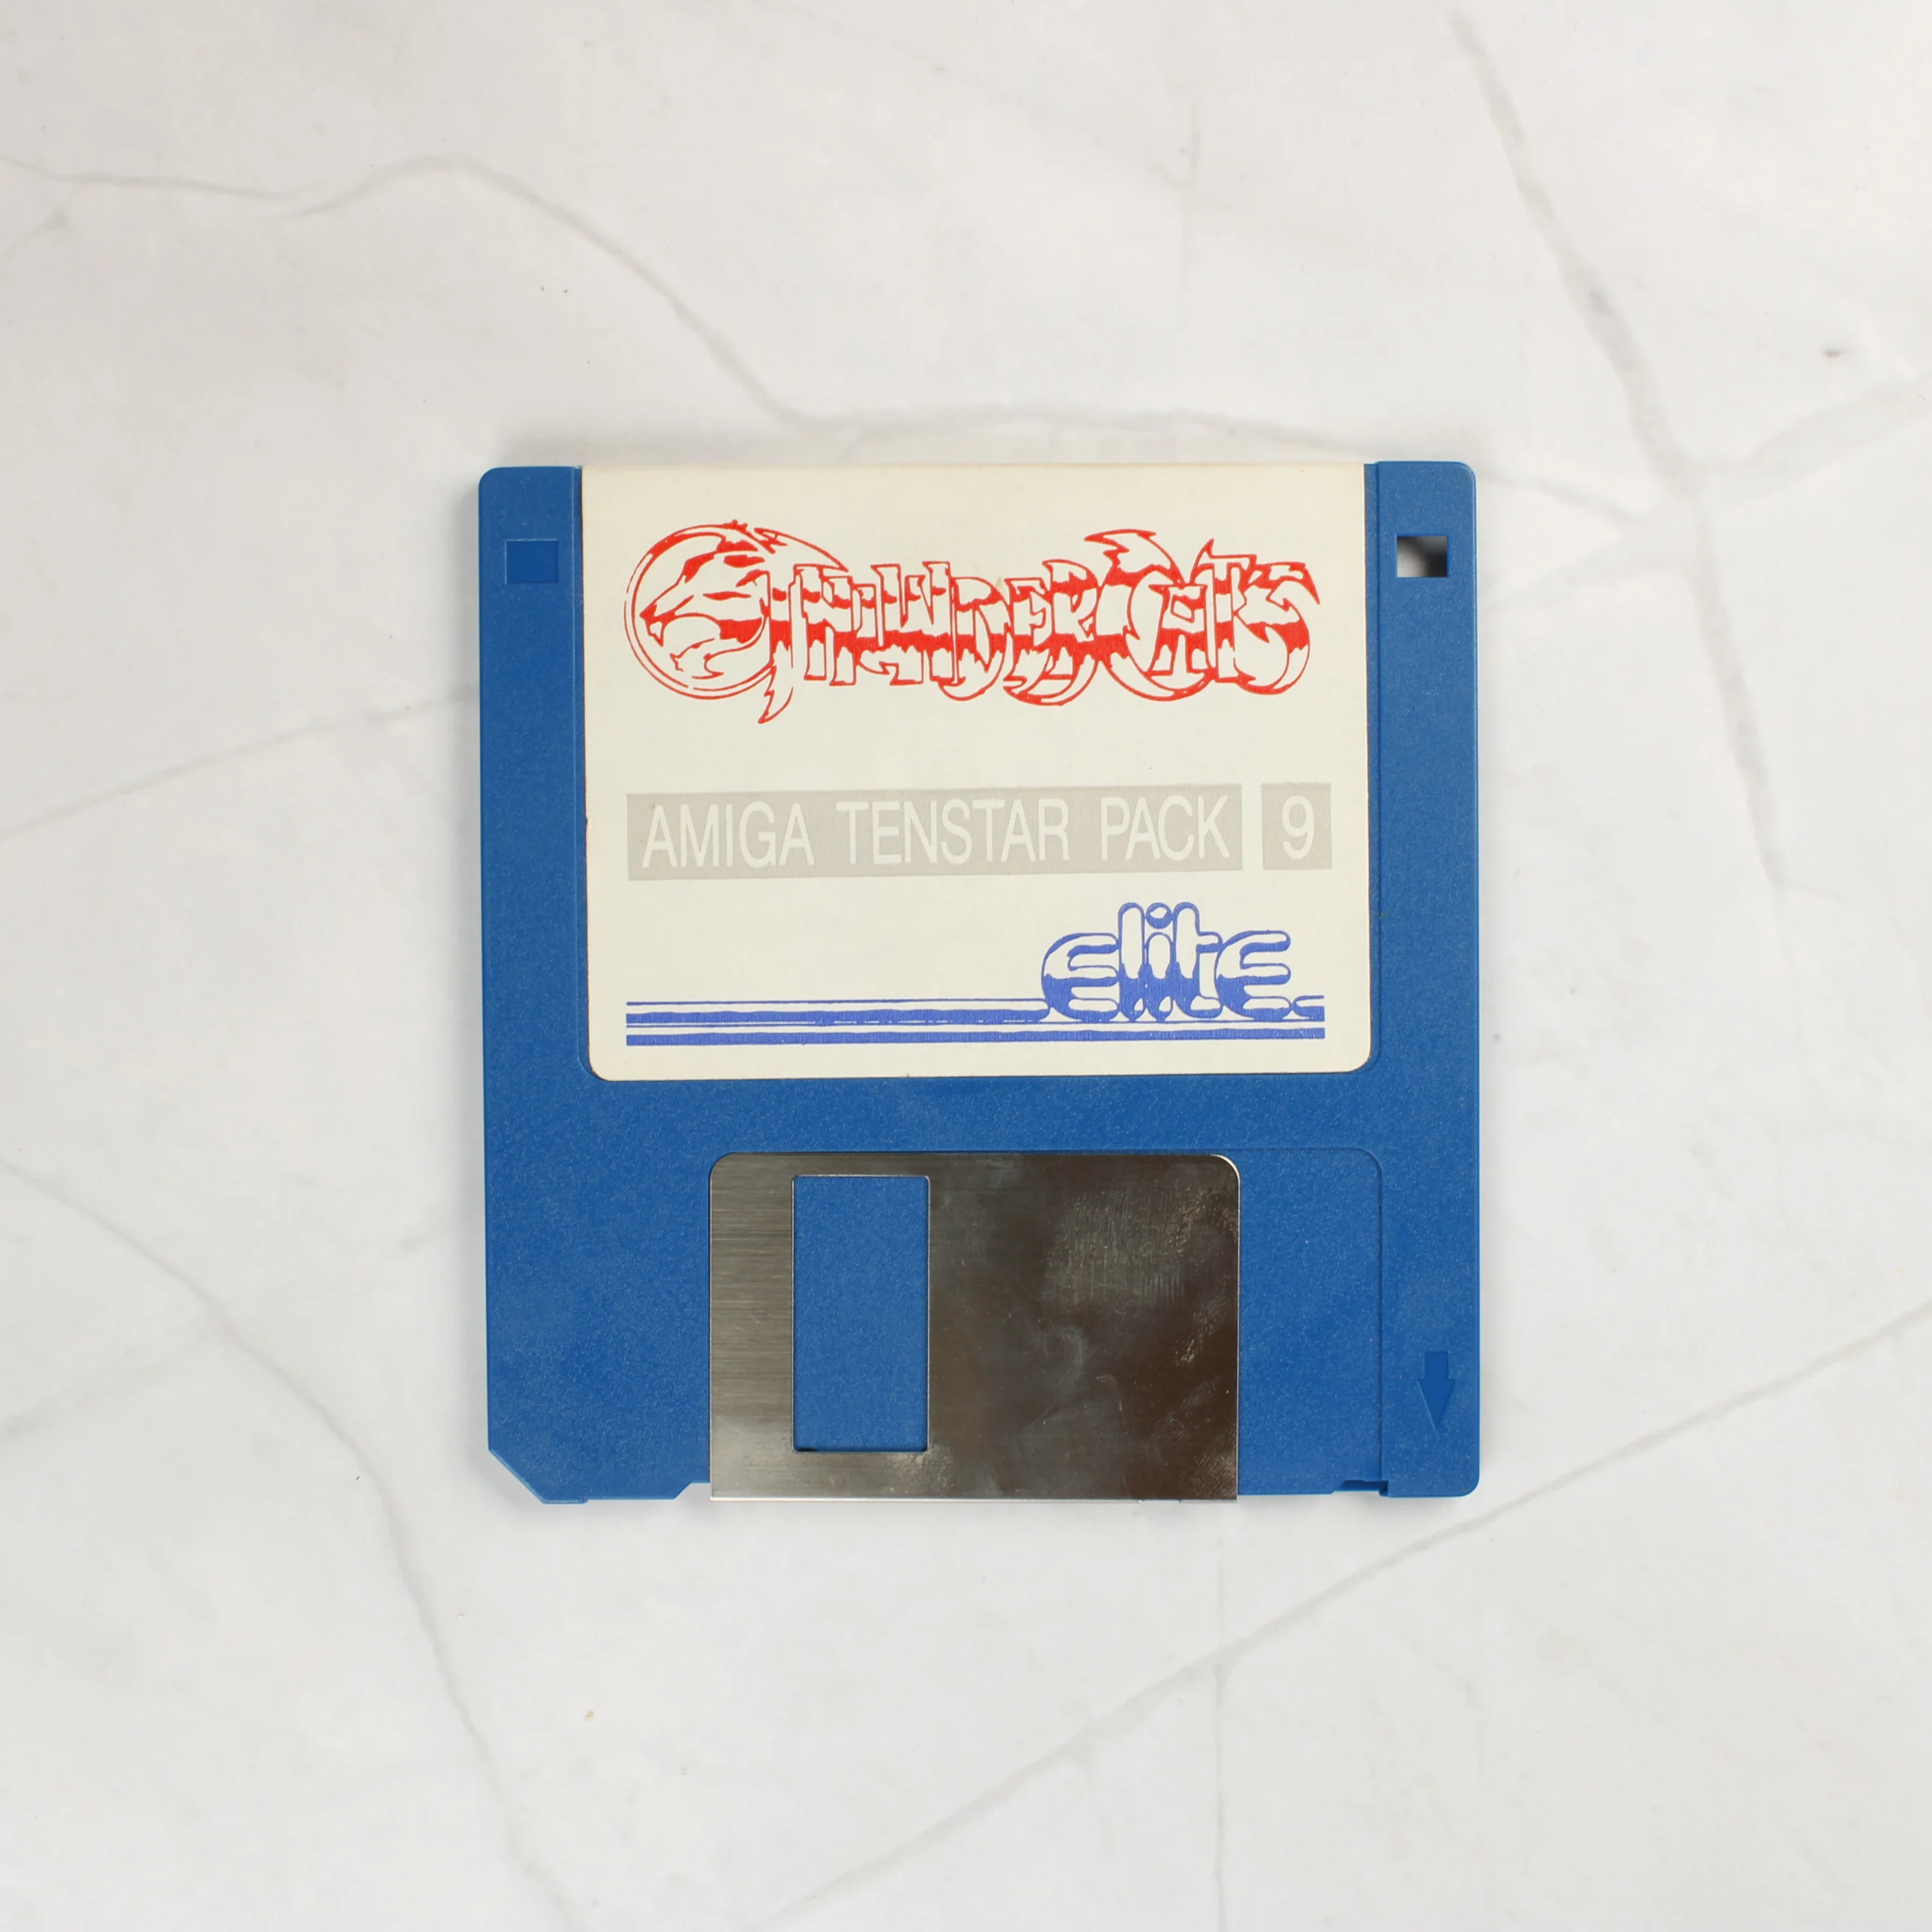 THUNDERCATS
AMIGA TENSTAR PACK 9
elite